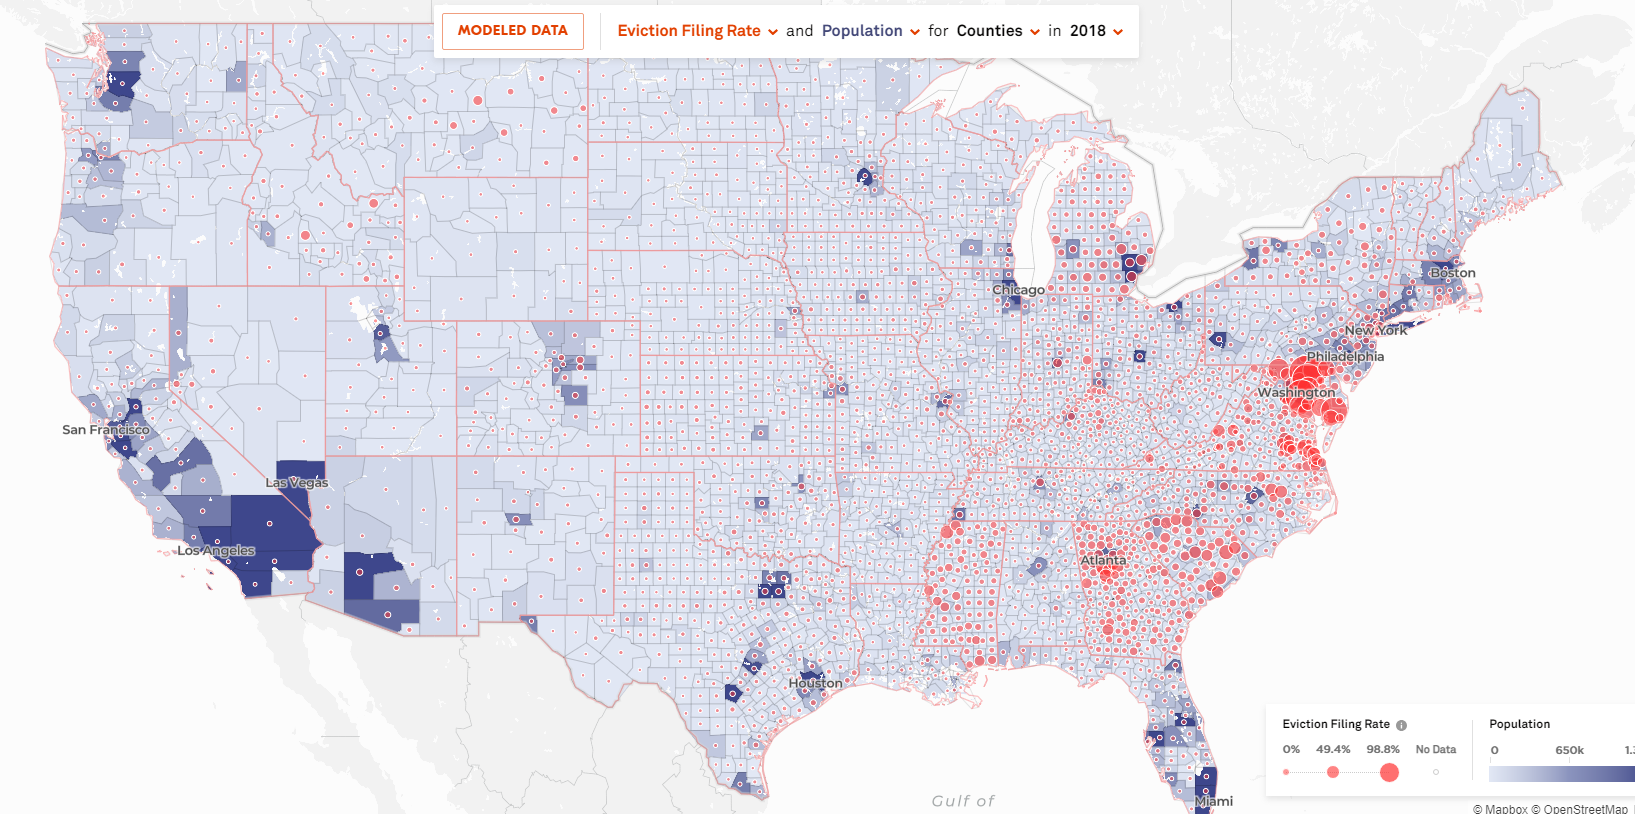 MODELED DATA Eviction Filing Rate and Population for Counties in 2018
Boston
Chicago
New York
Philadelphia
Washington
San Francisco
Las Vegas
Los Angeles
Atlanta
Houston
Miami
Gulf of
Eviction Filing Rate i Population
0% 49.4% 98.8% No Data 0 650k
© Mapbox © OpenStreetMap